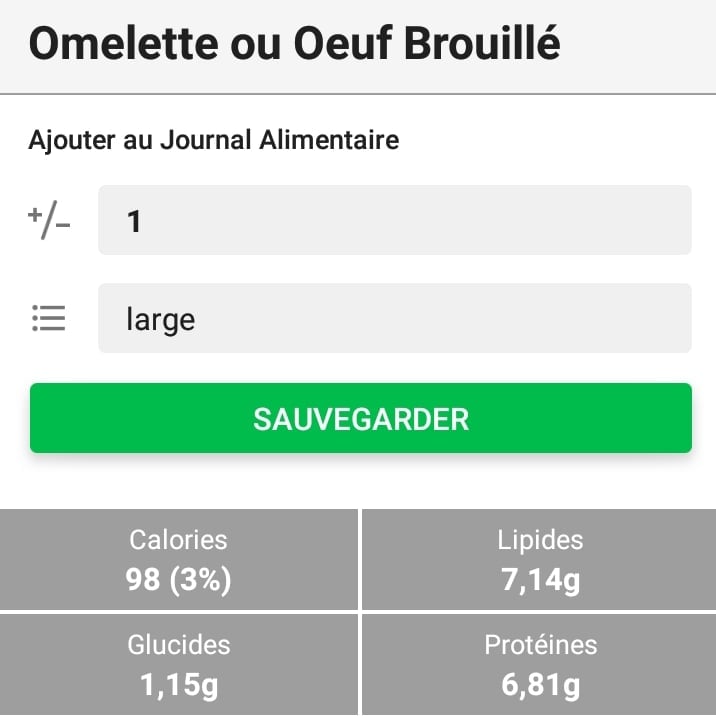 Omelette ou Oeuf Brouillé
Ajouter au Journal Alimentaire
+/-
1
large
SAUVEGARDER
Calories
98 (3%)
Lipides
7,14g
Glucides
1,15g
Protéines
6,81g